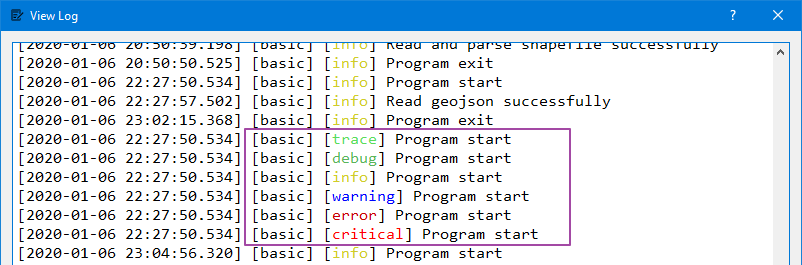 View Log
[2020-01-06 20:50:39.198] [basic] [info] Read and parse shapefile successfully
[2020-01-06 20:50:50.525] [basic] [info] Program exit
[2020-01-06 22:27:50.534] [basic] [info] Program start
[2020-01-06 22:27:57.502] [basic] [info] Read geojson successfully
[2020-01-06 23:02:15.368] [basic] [info] Program exit
[2020-01-06 22:27:50.534] [basic] [trace] Program start
[2020-01-06 22:27:50.534] [basic] [debug] Program start
[2020-01-06 22:27:50.534] [basic] [info] Program start
[2020-01-06 22:27:50.534] [basic] [warning] Program start
[2020-01-06 22:27:50.534] [basic] [error] Program start
[2020-01-06 22:27:50.534] [basic] [critical] Program start
[2020-01-06 23:04:56.320] [basic] [info] Program start